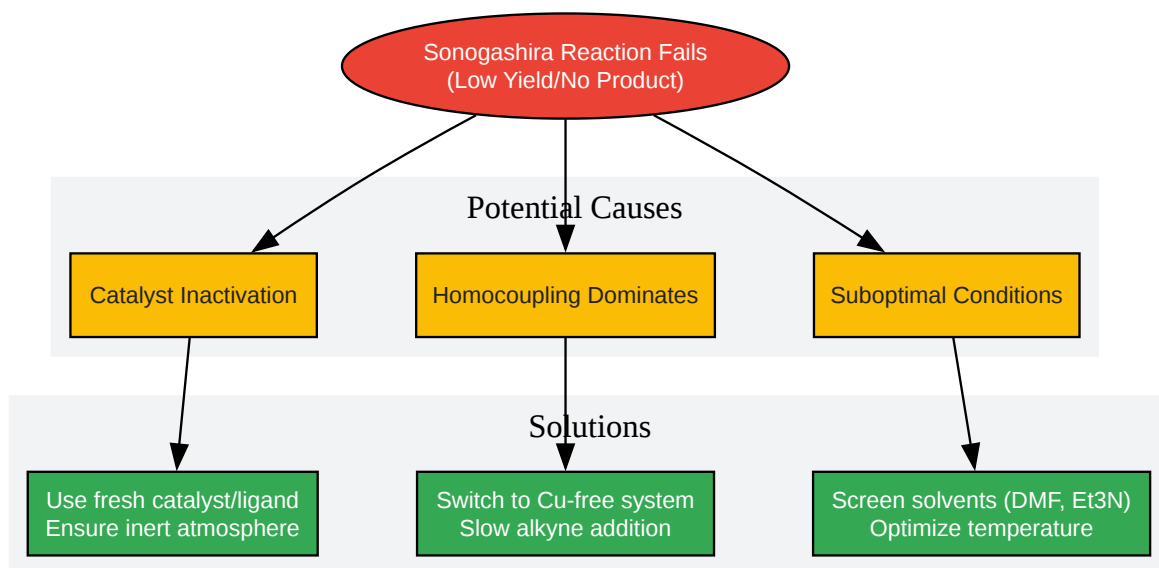 Sonogashira Reaction Fails
(Low Yield/No Product)
Potential Causes
Catalyst Inactivation
Homocoupling Dominates
Suboptimal Conditions
Solutions
Use fresh catalyst/ligand
Ensure inert atmosphere
Switch to Cu-free system
Slow alkyne addition
Screen solvents (DMF, Et3N)
Optimize temperature